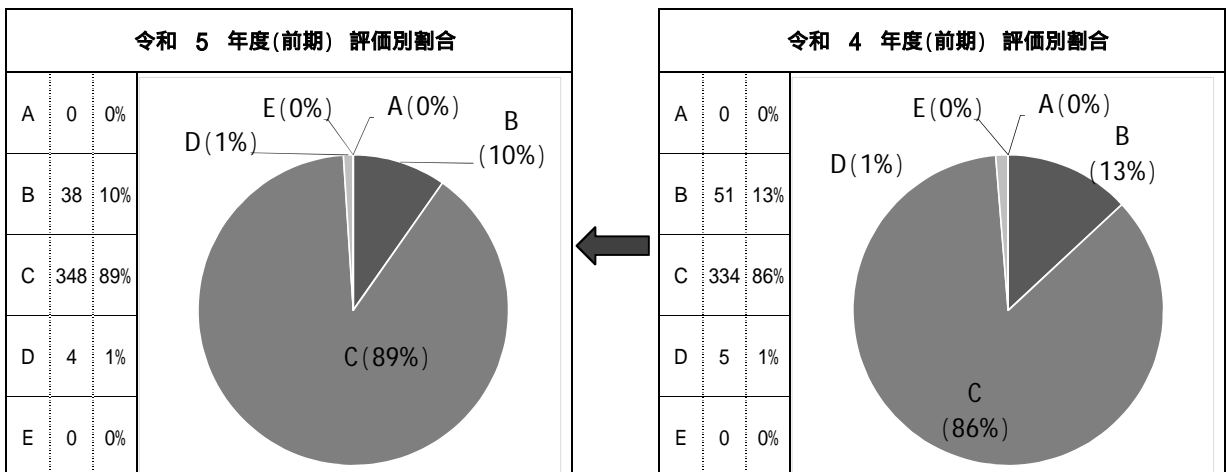 令和 5 年度(前期) 評価別割合
A 0 0%
B 38 10%
C 348 89%
D 4 1%
E 0 0%
E(0%)
A(0%)
B
(10%)
D(1%)
C(89%)
令和 4 年度(前期) 評価別割合
A 0 0%
B 51 13%
C 334 86%
D 5 1%
E 0 0%
E(0%)
A(0%)
B
(13%)
D(1%)
C
(86%)